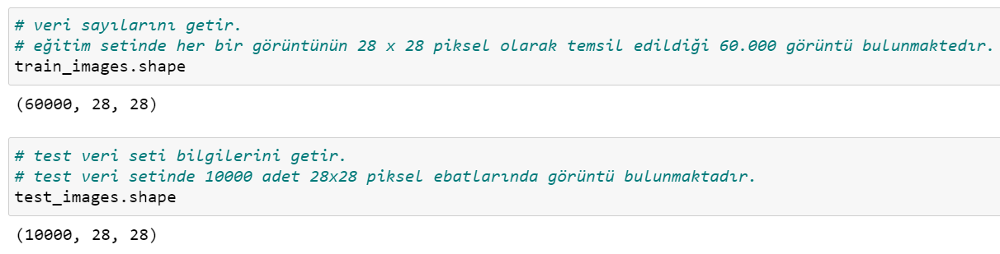 # veri sayılarını getir.
# eğitim setinde her bir görüntünün 28 x 28 piksel olarak temsil edildiği 60.000 görüntü bulunmaktedır.
train_images.shape
(60000, 28, 28)
# test veri seti bilgilerini getir.
# test veri setinde 10000 adet 28x28 piksel ebatlarında görüntü bulunmaktadır.
test_images.shape
(10000, 28, 28)